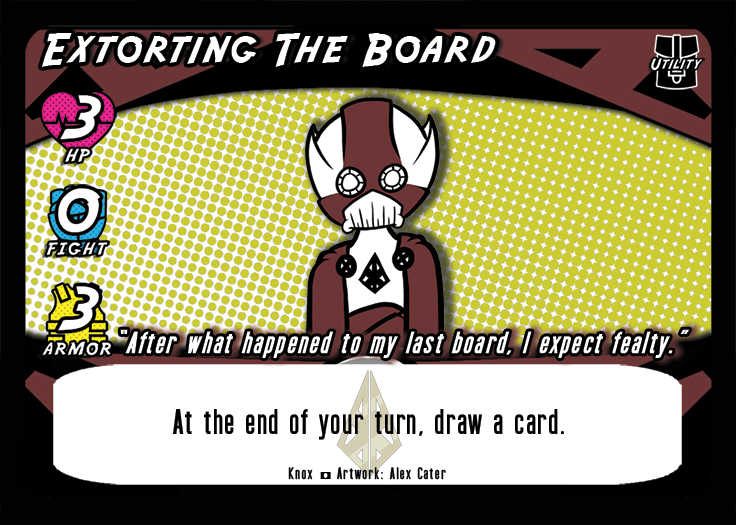 Extorting The Board
Utility
3
HP
0
Fight
3
Armor
"After what happened to my last board, I expect fealty."
At the end of your turn, draw a card.
Knox Artwork: Alex Cater